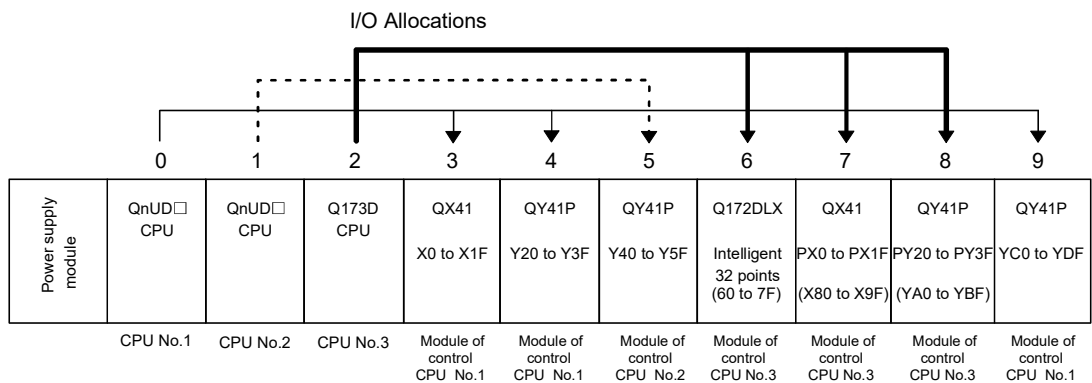 I/O Allocations
0 1 2 3 4 5 6 7 8 9
Power supply
module
QnUD□
CPU
QnUD□
CPU
Q173D
CPU
QX41
X0 to X1F
QY41P
Y20 to Y3F
QY41P
Y40 to Y5F
Q172DLX
Intelligent
32 points
(60 to 7F)
QX41
PX0 to PX1F
(X80 to X9F)
QY41P
PY20 to PY3F
(YA0 to YBF)
QY41P
YC0 to YDF
CPU No.1
CPU No.2
CPU No.3
Module of
control
CPU No.1
Module of
control
CPU No.1
Module of
control
CPU No.2
Module of
control
CPU No.3
Module of
control
CPU No.3
Module of
control
CPU No.3
Module of
control
CPU No.1